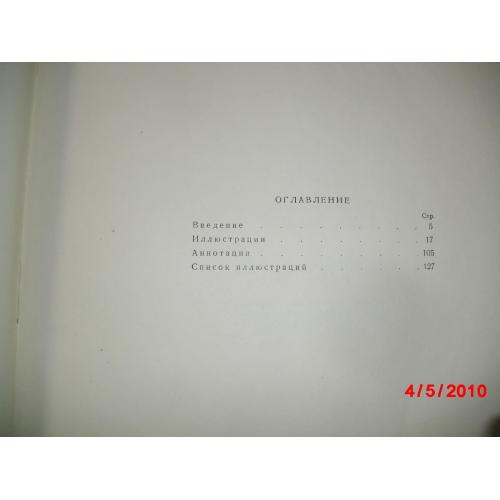 ОГЛАВЛЕНИЕ
Стр.
Введение . . . . . . . . . 5
Иллюстрации . . . . . . . . 17
Аннотации . . . . . . . . . 105
Список иллюстраций . . . . . . 127
4/5/2010